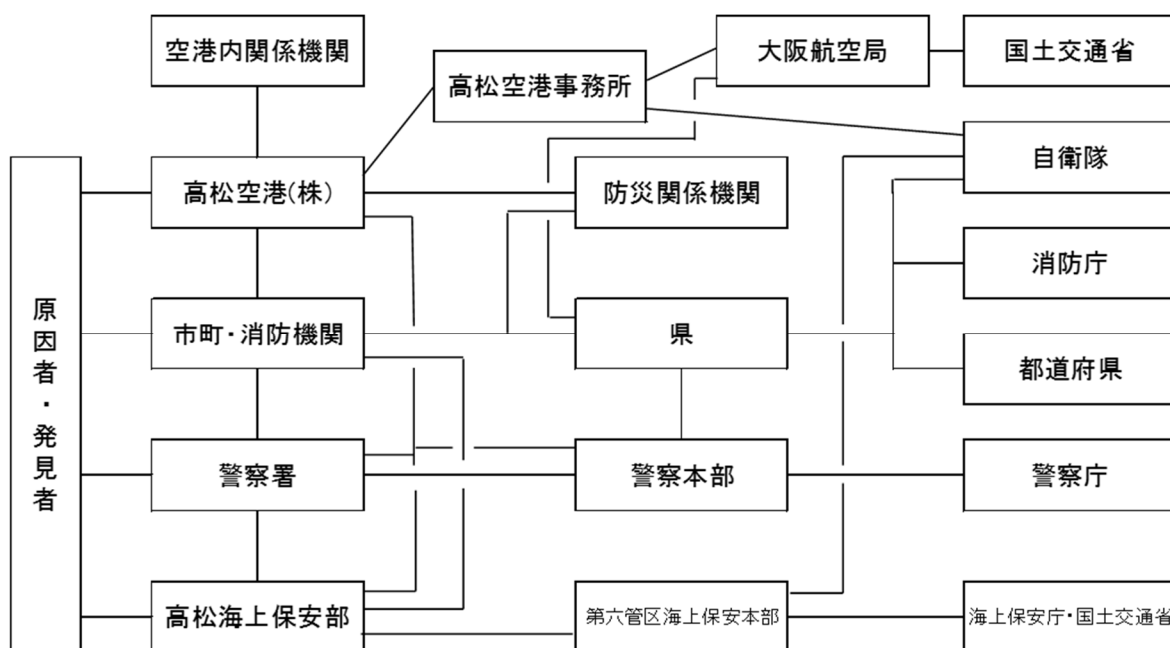 空港内関係機関
高松空港事務所
大阪航空局
国土交通省
自衛隊
高松空港(株)
防災関係機関
消防庁
原因者・発見者
市町・消防機関
県
都道府県
警察署
警察本部
警察庁
高松海上保安部
第六管区海上保安本部
海上保安庁・国土交通省